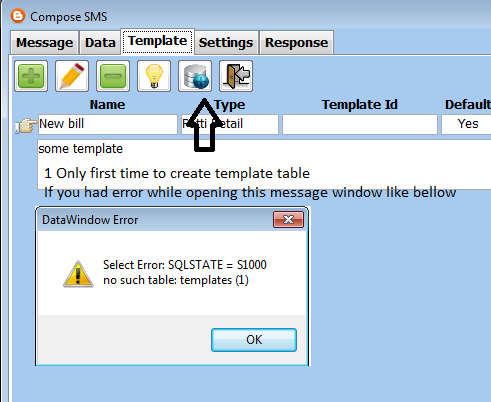 Compose SMS
Message Data Template Settings Response
Name Type Template Id Default
New bill Yes
some template
1 Only first time to create template table
If you had error while opening this message window like bellow
DataWindow Error
Select Error: SQLSTATE = S1000
no such table: templates (1)
OK